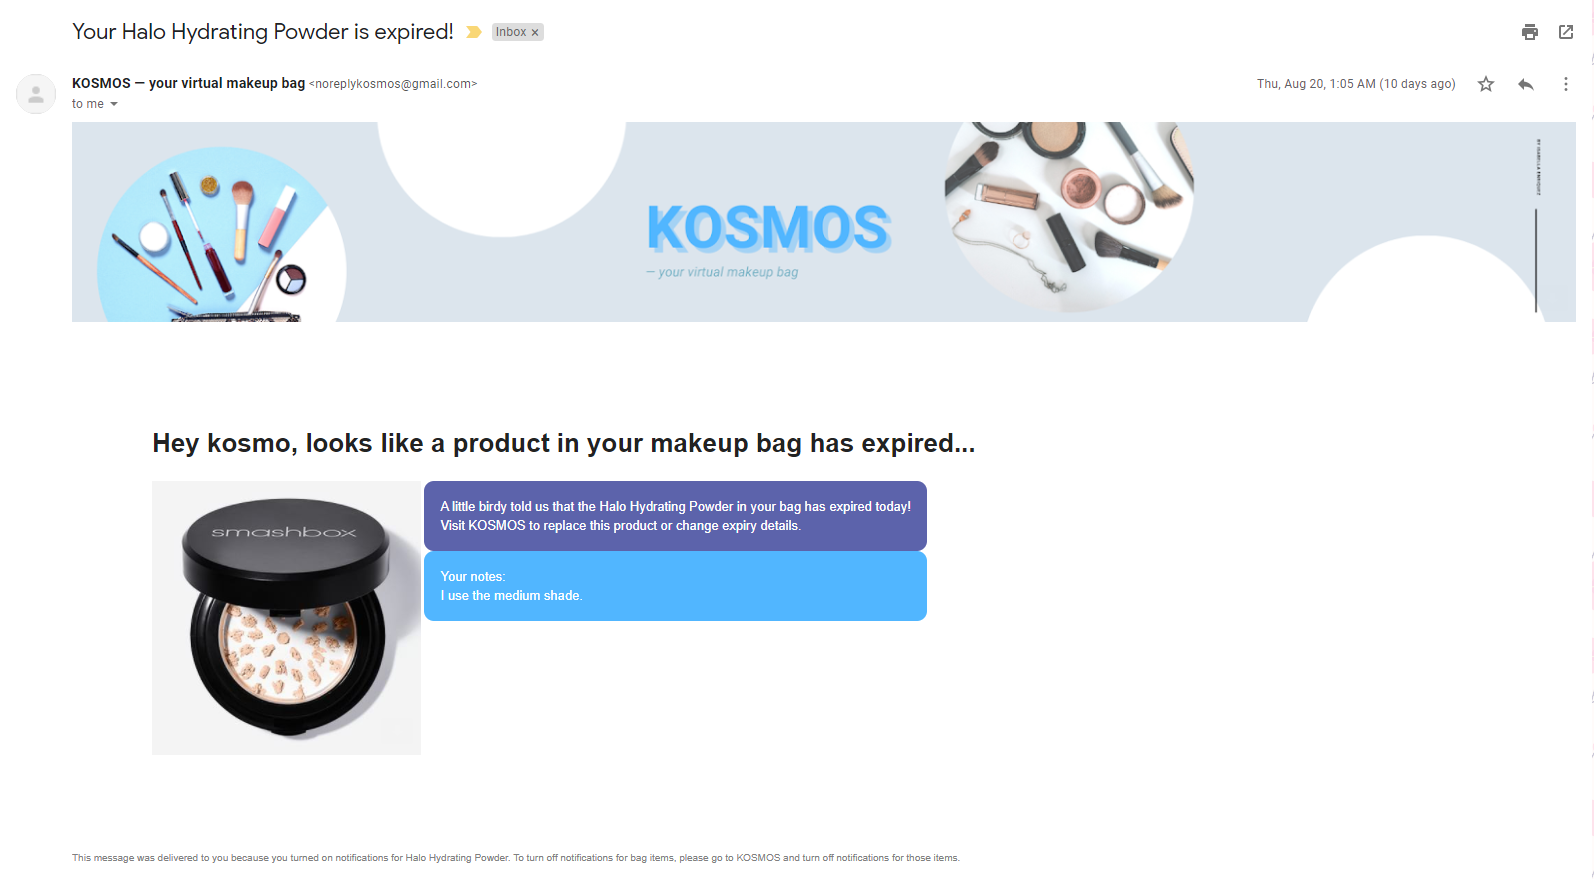 Your Halo Hydrating Powder is expired!
Inbox ×
KOSMOS — your virtual makeup bag <noreplykosmos@gmail.com>
Thu, Aug 20, 1:05 AM (10 days ago)
to me
KOSMOS
— your virtual makeup bag
Hey kosmo, looks like a product in your makeup bag has expired...
smashbox
A little birdy told us that the Halo Hydrating Powder in your bag has expired today!
Visit KOSMOS to replace this product or change expiry details.
Your notes:
I use the medium shade.
This message was delivered to you because you turned on notifications for Halo Hydrating Powder. To turn off notifications for bag items, please go to KOSMOS and turn off notifications for those items.